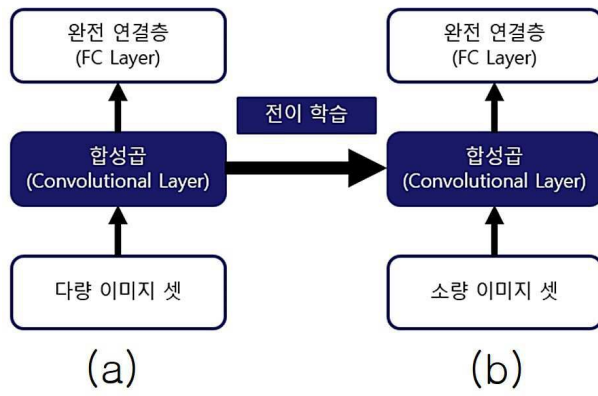 완전 연결층
(FC Layer)
완전 연결층
(FC Layer)
전이 학습
합성곱
(Convolutional Layer)
합성곱
(Convolutional Layer)
다량 이미지 셋
소량 이미지 셋
(a)
(b)